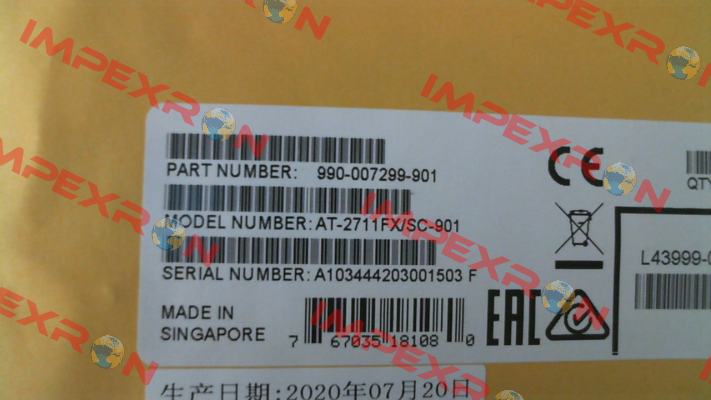 IMPEXRON
PART NUMBER: 990-007299-901
MODEL NUMBER: AT-2711FX/SC-901
SERIAL NUMBER: A103444203001503 F
MADE IN
SINGAPORE
7 67035 18108 0
CE
EAC
QTY
L43999-
生产日期:2020年07月20日